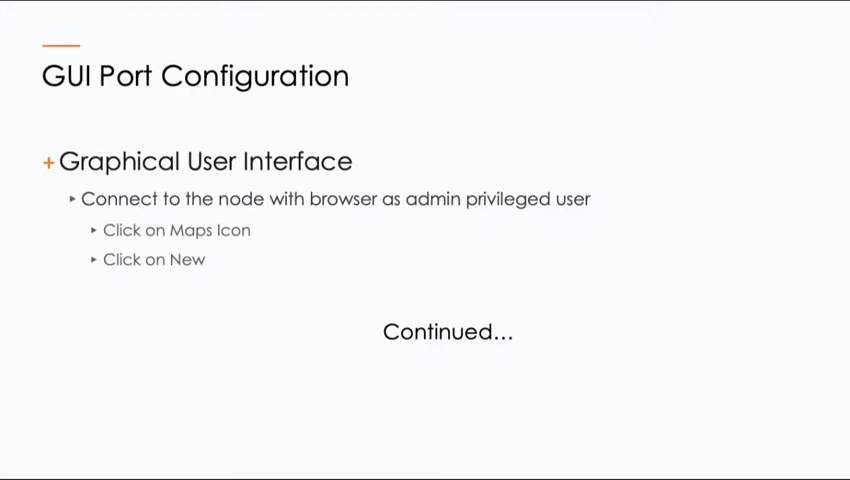 GUI Port Configuration
+ Graphical User Interface
▸ Connect to the node with browser as admin privileged user
▸ Click on Maps Icon
▸ Click on New
Continued...